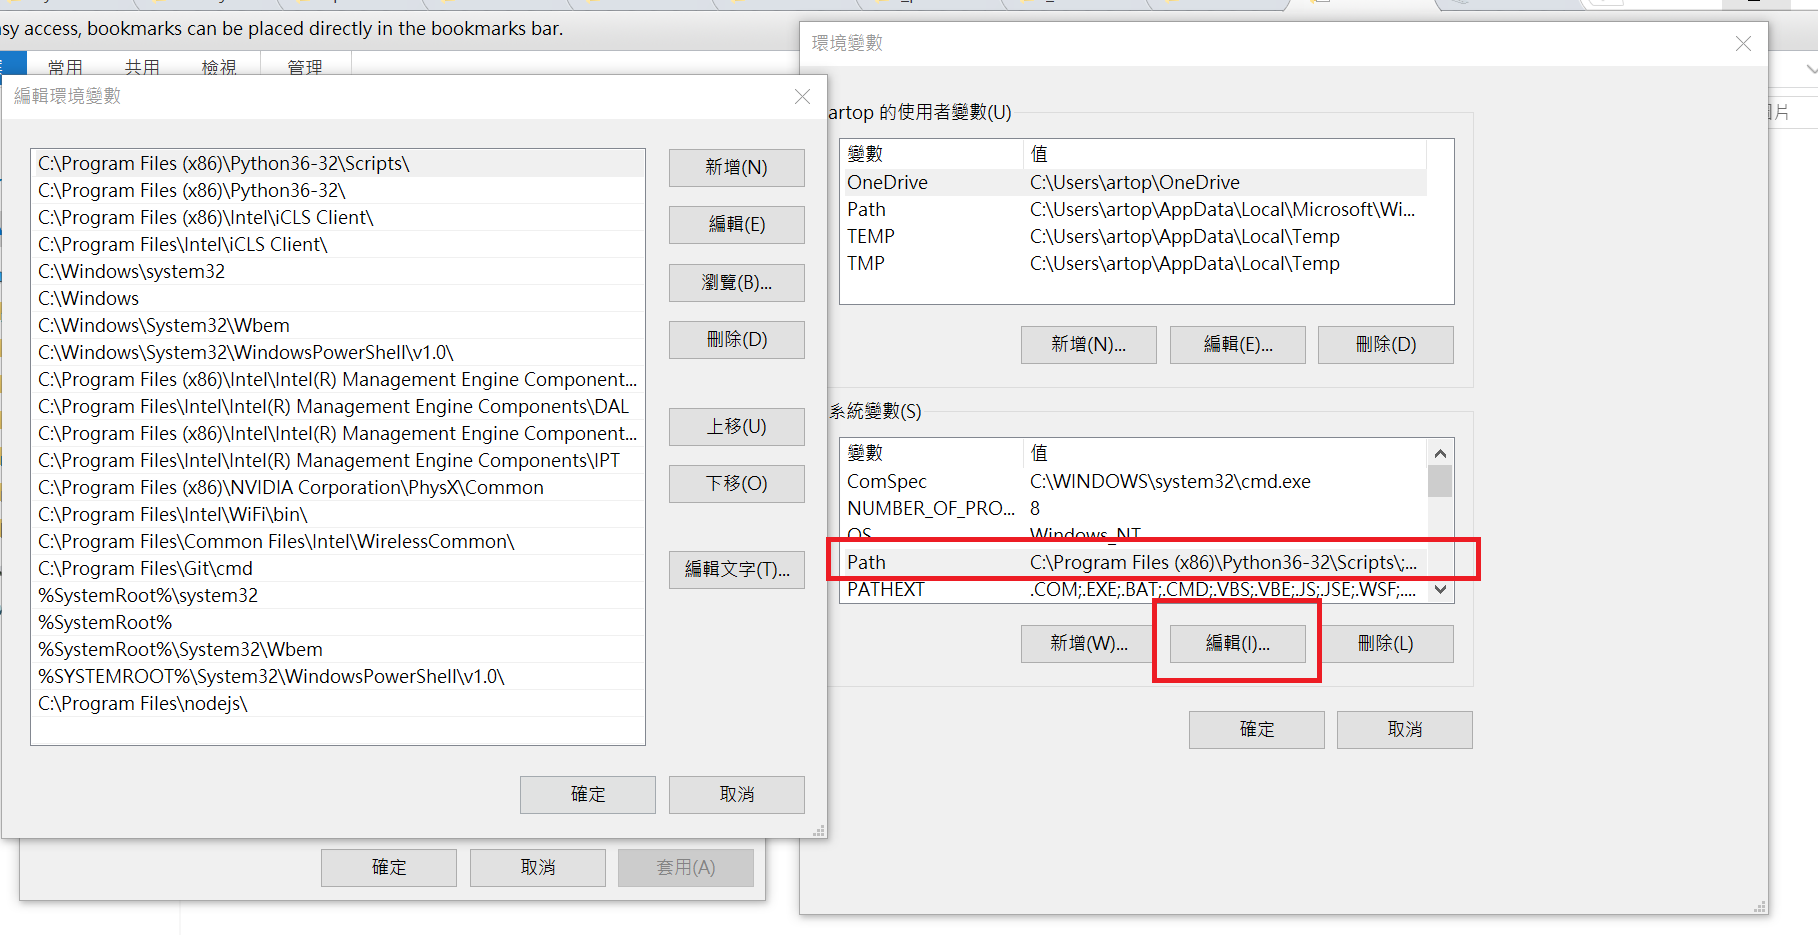 sy access, bookmarks can be placed directly in the bookmarks bar.
常用 共用 檢視 管理
編輯環境變數
C:\Program Files (x86)\Python36-32\Scripts\
C:\Program Files (x86)\Python36-32\
C:\Program Files (x86)\Intel\iCLS Client\
C:\Program Files\Intel\iCLS Client\
C:\Windows\system32
C:\Windows
C:\Windows\System32\Wbem
C:\Windows\System32\WindowsPowerShell\v1.0\
C:\Program Files (x86)\Intel\Intel(R) Management Engine Component...
C:\Program Files\Intel\Intel(R) Management Engine Components\DAL
C:\Program Files (x86)\Intel\Intel(R) Management Engine Component...
C:\Program Files\Intel\Intel(R) Management Engine Components\IPT
C:\Program Files (x86)\NVIDIA Corporation\PhysX\Common
C:\Program Files\Intel\WiFi\bin\
C:\Program Files\Common Files\Intel\WirelessCommon\
C:\Program Files\Git\cmd
%SystemRoot%\system32
%SystemRoot%
%SystemRoot%\System32\Wbem
%SYSTEMROOT%\System32\WindowsPowerShell\v1.0\
C:\Program Files\nodejs\
新增(N)
編輯(E)
瀏覽(B)...
刪除(D)
上移(U)
下移(O)
編輯文字(T)...
確定 取消
確定 取消 套用(A)
環境變數
artop 的使用者變數(U)
變數 值
OneDrive C:\Users\artop\OneDrive
Path C:\Users\artop\AppData\Local\Microsoft\Wi...
TEMP C:\Users\artop\AppData\Local\Temp
TMP C:\Users\artop\AppData\Local\Temp
新增(N)... 編輯(E)... 刪除(D)
系統變數(S)
變數 值
ComSpec C:\WINDOWS\system32\cmd.exe
NUMBER_OF_PRO... 8
OS Windows_NT
Path C:\Program Files (x86)\Python36-32\Scripts\;...
PATHEXT .COM;.EXE;.BAT;.CMD;.VBS;.VBE;.JS;.JSE;.WSF;....
新增(W)... 編輯(I)... 刪除(L)
確定 取消
片